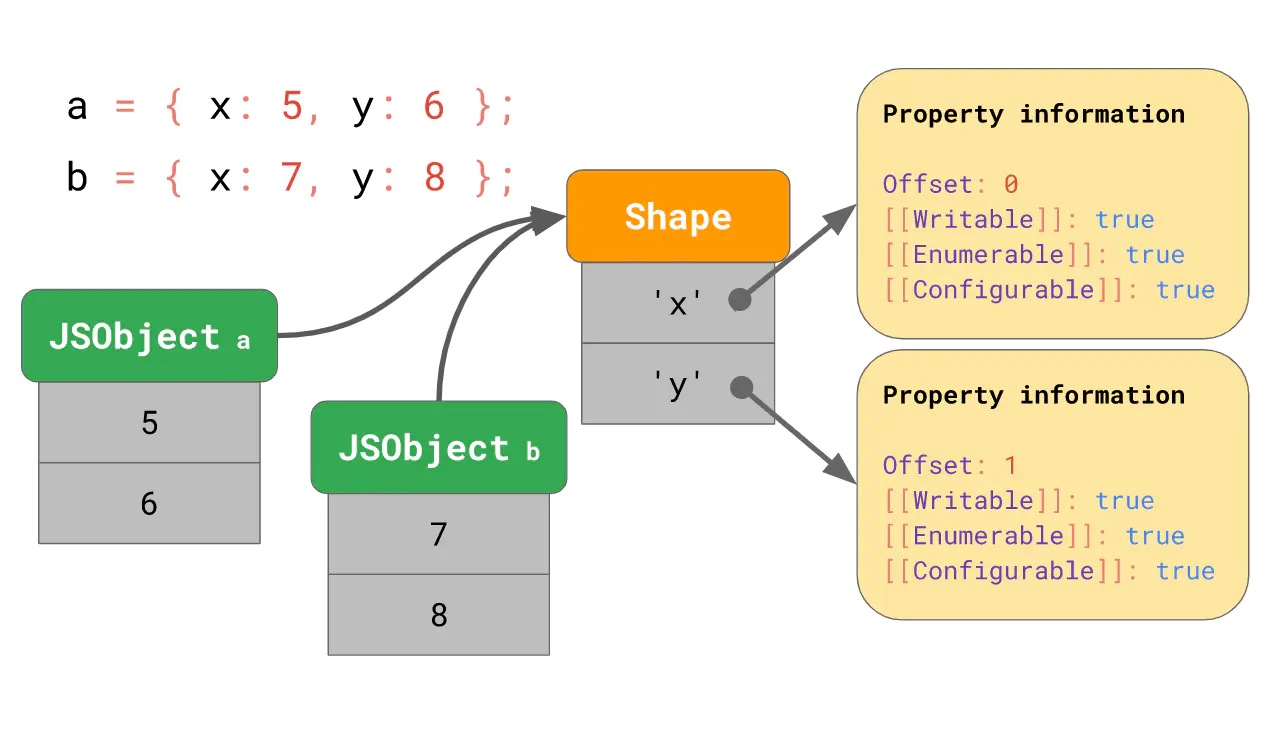 a = { x: 5, y: 6 };
b = { x: 7, y: 8 };
JSObject a
5
6
JSObject b
7
8
Shape
'x'
'y'
Property information
Offset: 0
[[Writable]]: true
[[Enumerable]]: true
[[Configurable]]: true
Property information
Offset: 1
[[Writable]]: true
[[Enumerable]]: true
[[Configurable]]: true